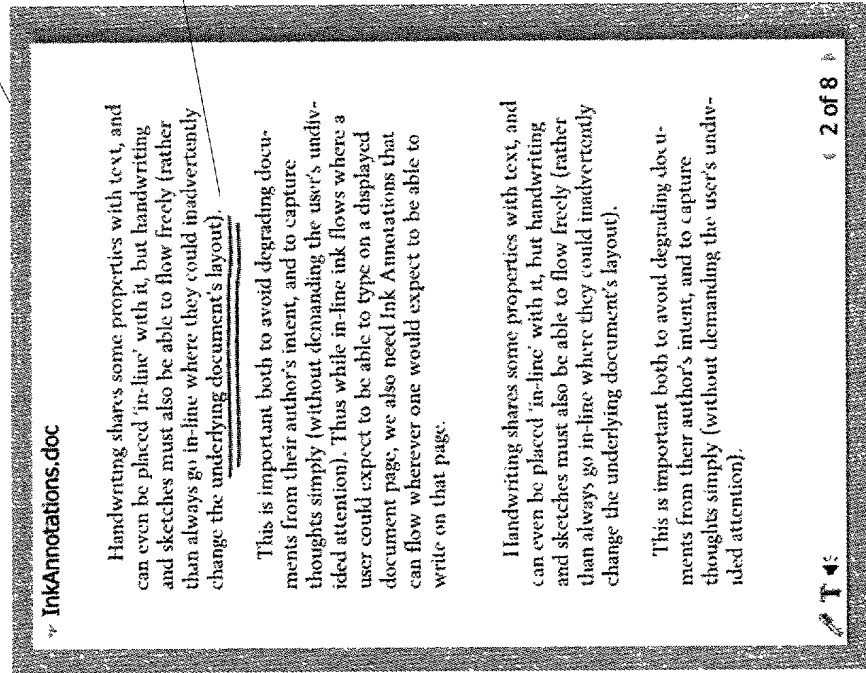 InkAnnotations.doc
Handwriting shares some properties with text, and
can even be placed 'in-line' with it, but handwriting
and sketches must also be able to flow freely (rather
than always go in-line where they could inadvertently
change the underlying document's layout).
This is important both to avoid degrading docu-
ments from their author's intent, and to capture
thoughts simply (without demanding the user's undiv-
ided attention). Thus while in-line ink flows where a
user could expect to be able to type on a displayed
document page, we also need Ink Annotations that
can flow wherever one would expect to be able to
write on that page.
Handwriting shares some properties with text, and
can even be placed 'in-line' with it, but handwriting
and sketches must also be able to flow freely (rather
than always go in-line where they could inadvertently
change the underlying document's layout).
This is important both to avoid degrading docu-
ments from their author's intent, and to capture
thoughts simply (without demanding the user's undiv-
ided attention).
T
2 of 8